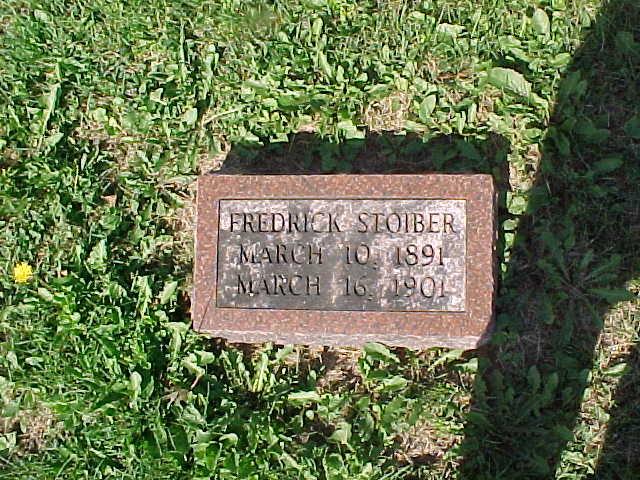 FREDRICK STOIBER
MARCH 10, 1891
MARCH 16, 1901